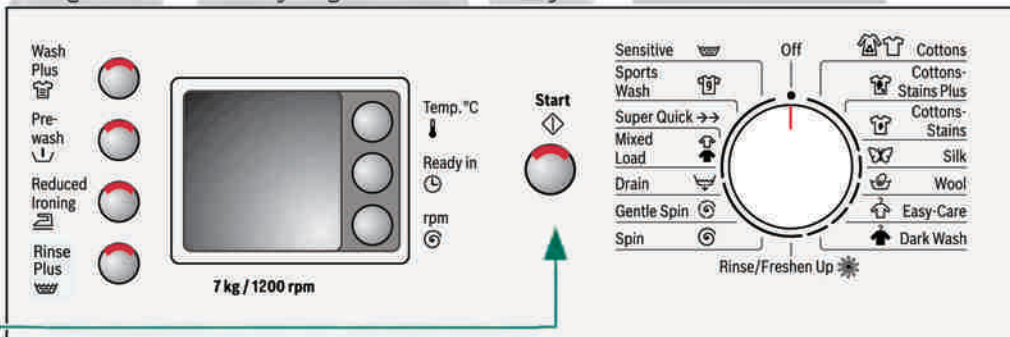 Wash
Plus
Pre-
wash
Reduced
Ironing
Rinse
Plus
Temp. °C
Ready in
rpm
7 kg / 1200 rpm
Start
Off
Sensitive
Sports
Wash
Super Quick
Mixed
Load
Drain
Gentle Spin
Spin
Cottons
Cottons-
Stains Plus
Cottons-
Stains
Silk
Wool
Easy-Care
Dark Wash
Rinse/Freshen Up